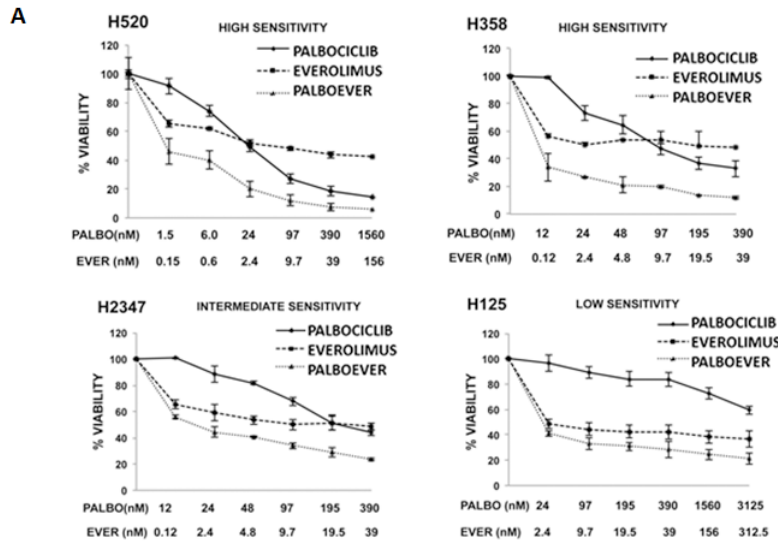 A
H520
HIGH SENSITIVITY
PALBOCICLIB
EVEROLIMUS
PALBOEVER
% VIABILITY
120
100
80
60
40
20
0
PALBO(nM) 1.5 6.0 24 97 390 1560
EVER (nM) 0.15 0.6 2.4 9.7 39 156
H358
HIGH SENSITIVITY
PALBOCICLIB
EVEROLIMUS
PALBOEVER
% VIABILITY
120
100
80
60
40
20
0
PALBO(nM) 12 24 48 97 195 390
EVER (nM) 0.12 2.4 4.8 9.7 19.5 39
H2347
INTERMEDIATE SENSITIVITY
PALBOCICLIB
EVEROLIMUS
PALBOEVER
% VIABILITY
120
100
80
60
40
20
0
PALBO(nM) 12 24 48 97 195 390
EVER (nM) 0.12 2.4 4.8 9.7 19.5 39
H125
LOW SENSITIVITY
PALBOCICLIB
EVEROLIMUS
PALBOEVER
% VIABILITY
120
100
80
60
40
20
0
PALBO (nM) 24 97 195 390 1560 3125
EVER (nM) 2.4 9.7 19.5 39 156 312.5